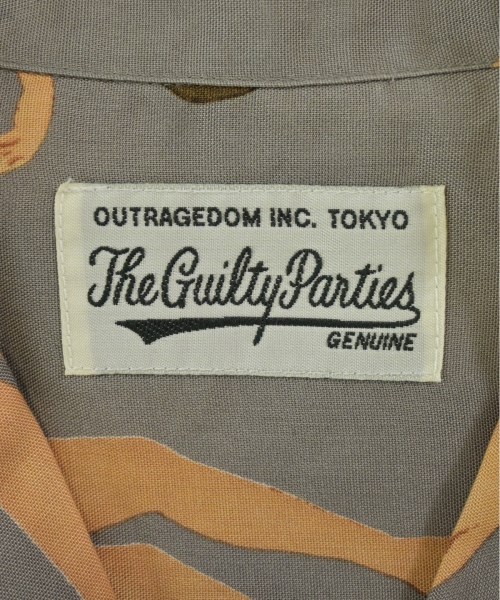 OUTRAGEDOM INC. TOKYO
The Guilty Parties
GENUINE